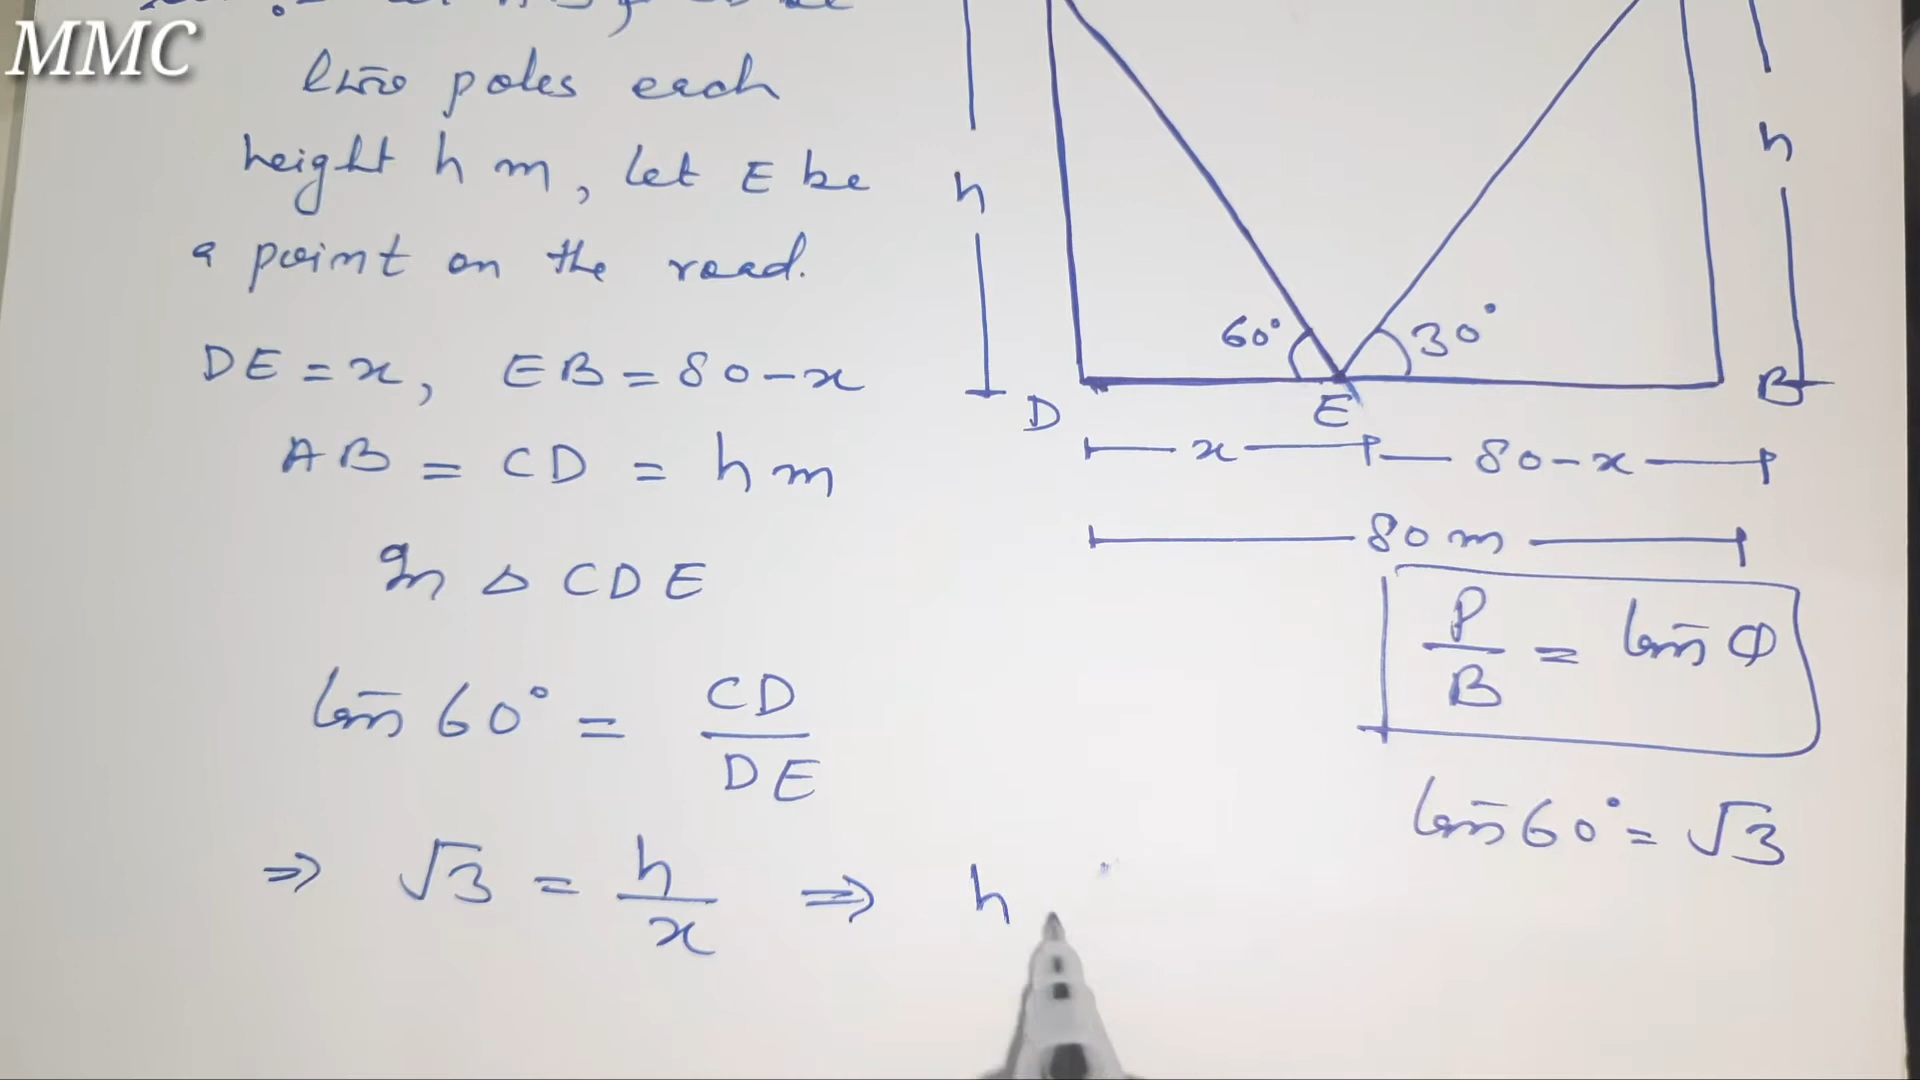 MMC
two poles each
height h m, let E be
a point on the road.
DE = x, EB = 80 - x
AB = CD = h m
In △ CDE
tan 60° = CD/DE
⇒ √3 = h/x ⇒ h
h
h
60°
30°
D
E
B
x
80 - x
80 m
P/B = tan Φ
tan 60° = √3